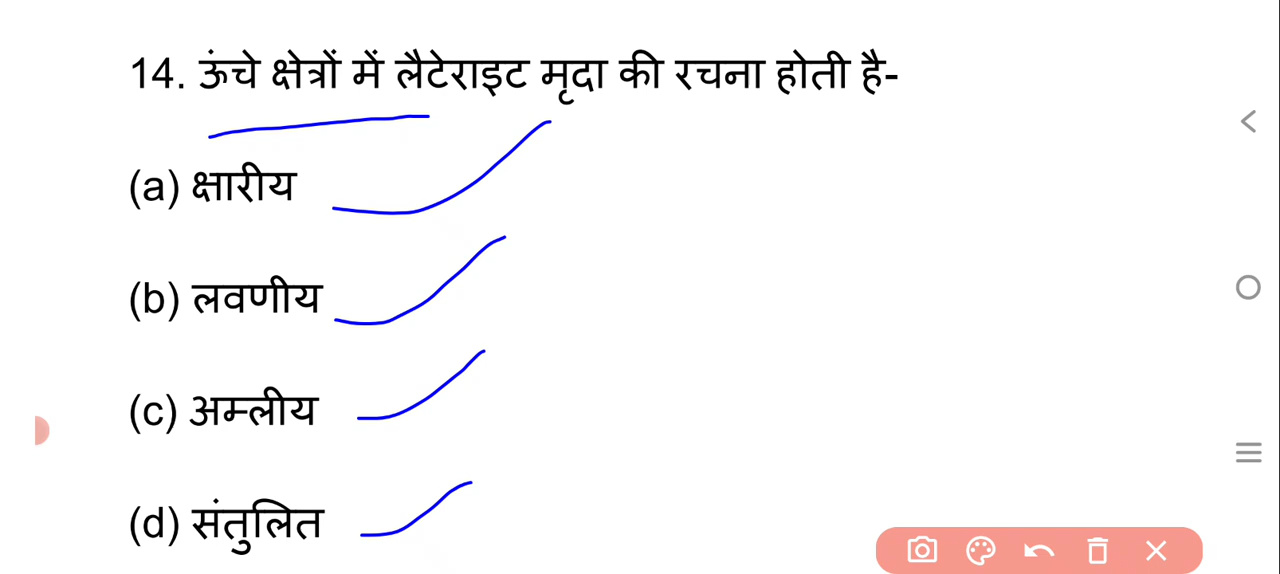 14. ऊंचे क्षेत्रों में लैटेराइट मृदा की रचना होती है-
(a) क्षारीय
(b) लवणीय
(c) अम्लीय
(d) संतुलित